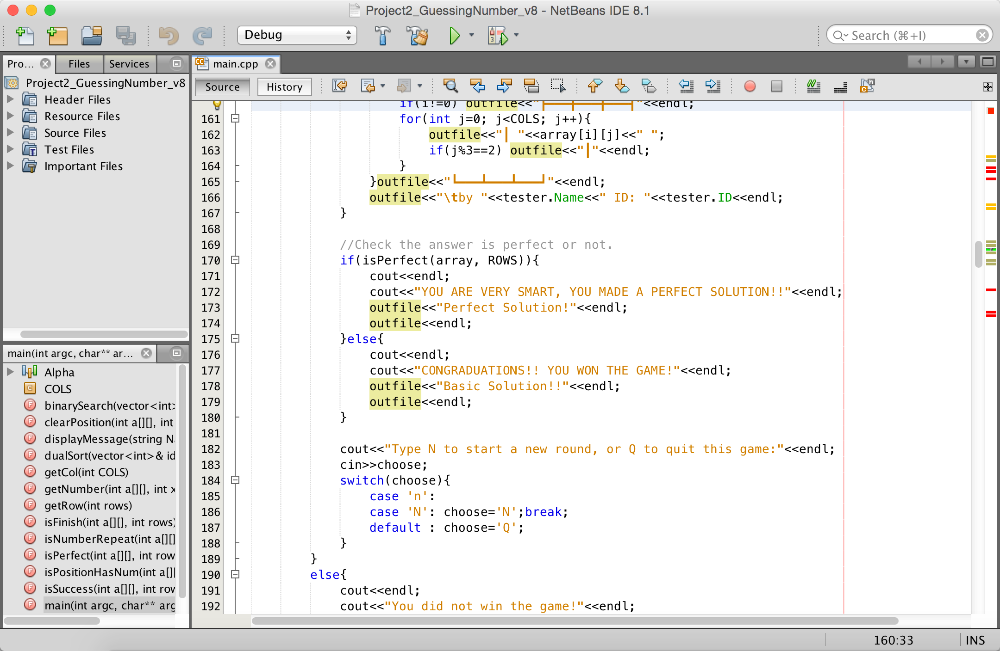 Project2_GuessingNumber_v8 - NetBeans IDE 8.1
Debug
Search (⌘+I)
Pro...
Files
Services
main.cpp
Source
History
Project2_GuessingNumber_v8
Header Files
Resource Files
Source Files
Test Files
Important Files
main(int argc, char** ar...
Alpha
COLS
binarySearch(vector<int>
clearPosition(int a[][], int
displayMessage(string N
dualSort(vector<int>& id
getCol(int COLS)
getNumber(int a[][], int x
getRow(int rows)
isFinish(int a[][], int rows)
isNumberRepeat(int a[][]
isPerfect(int a[][], int row
isPositionHasNum(int a[][
isSuccess(int a[][], int row
main(int argc, char** arg
if(i!=0) outfile<<"┝━━━┿━━━┿━━━┥"<<endl;
161 for(int j=0; j<COLS; j++){
162 outfile<<"┃ "<<array[i][j]<<" ";
163 if(j%3==2) outfile<<"┃"<<endl;
164 }
165 }outfile<<"┗━━━┻━━━┻━━━┛"<<endl;
166 outfile<<"\tby "<<tester.Name<<" ID: "<<tester.ID<<endl;
167 }
168
169 //Check the answer is perfect or not.
170 if(isPerfect(array, ROWS)){
171 cout<<endl;
172 cout<<"YOU ARE VERY SMART, YOU MADE A PERFECT SOLUTION!!"<<endl;
173 outfile<<"Perfect Solution!"<<endl;
174 outfile<<endl;
175 }else{
176 cout<<endl;
177 cout<<"CONGRADUATIONS!! YOU WON THE GAME!"<<endl;
178 outfile<<"Basic Solution!!"<<endl;
179 outfile<<endl;
180 }
181
182 cout<<"Type N to start a new round, or Q to quit this game:"<<endl;
183 cin>>choose;
184 switch(choose){
185 case 'n':
186 case 'N': choose='N';break;
187 default : choose='Q';
188 }
189 }
190 else{
191 cout<<endl;
192 cout<<"You did not win the game!"<<endl;
160:33
INS